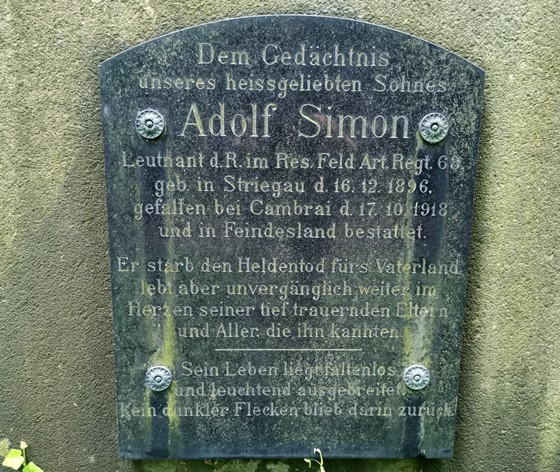 Dem Gedächtnis
unseres heissgeliebten Sohnes
Adolf Simon
Leutnant d. R. im Res. Feld Art. Regt. 68,
geb. in Striegau d. 16. 12. 1896.
gefallen bei Cambrai d. 17. 10. 1918
und in Feindesland bestattet.
Er starb den Heldentod fürs Vaterland,
lebt aber unvergänglich weiter im
Herzen seiner tief trauernden Eltern
und Aller, die ihn kannten.
Sein Leben liegt faltenlos
und leuchtend ausgebreitet
Kein dunkler Flecken blieb darin zurück.